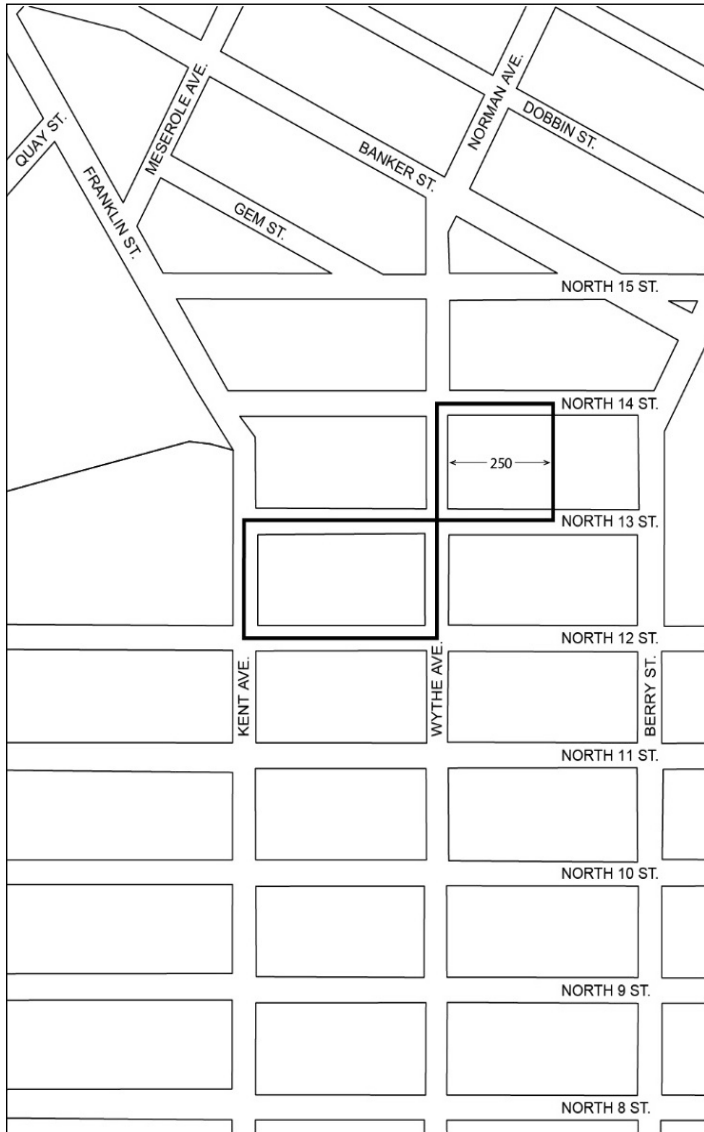 QUAY ST.
FRANKLIN ST.
MESEROLE AVE.
GEM ST.
BANKER ST.
NORMAN AVE.
DOBBIN ST.
NORTH 15 ST.
NORTH 14 ST.
250
NORTH 13 ST.
NORTH 12 ST.
KENT AVE.
WYTHE AVE.
BERRY ST.
NORTH 11 ST.
NORTH 10 ST.
NORTH 9 ST.
NORTH 8 ST.